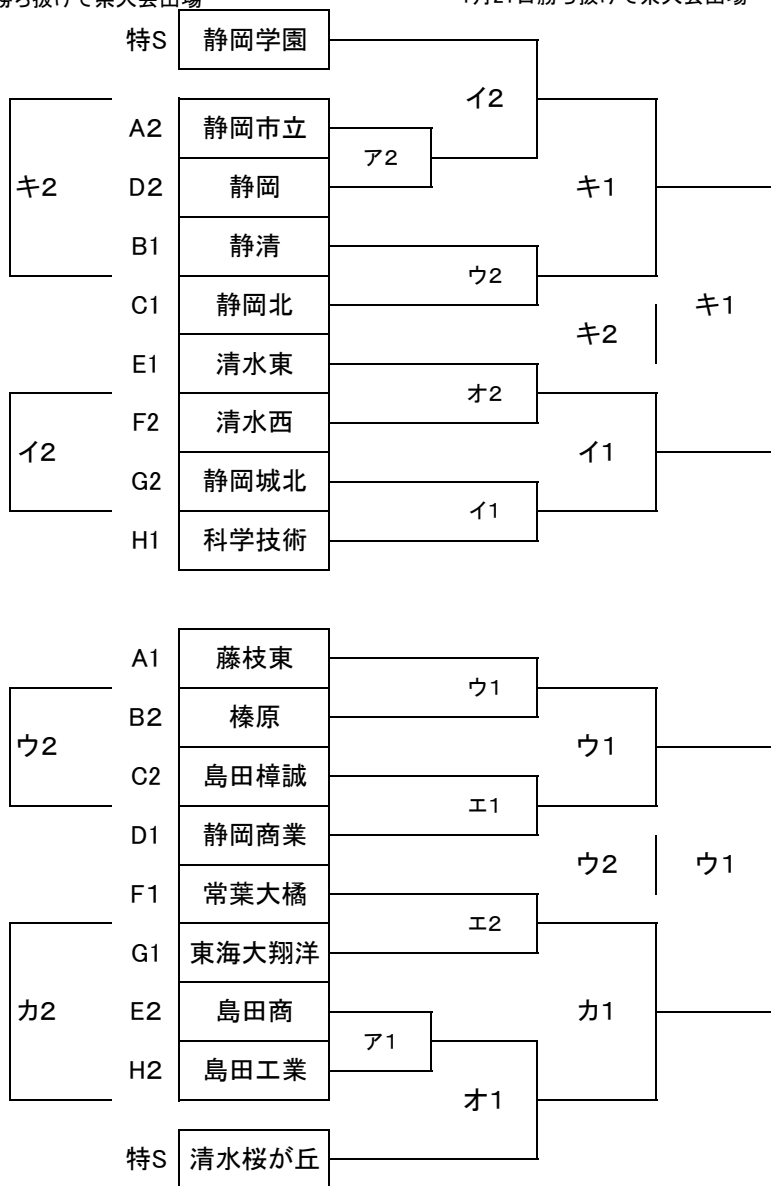 勝ち抜けで県大会出場
1月21日勝ち抜けで県大会出場
特S 静岡学園
イ2
A2 静岡市立
ア2
キ2 D2 静岡 キ1
B1 静清
ウ2
C1 静岡北 キ1
キ2
E1 清水東
オ2
F2 清水西
イ2 イ1
G2 静岡城北
イ1
H1 科学技術
A1 藤枝東
ウ1
B2 榛原
ウ2 ウ1
C2 島田樟誠
エ1
D1 静岡商業
ウ2 ウ1
F1 常葉大橘
エ2
G1 東海大翔洋
カ2 E2 島田商 カ1
ア1
H2 島田工業
オ1
特S 清水桜が丘